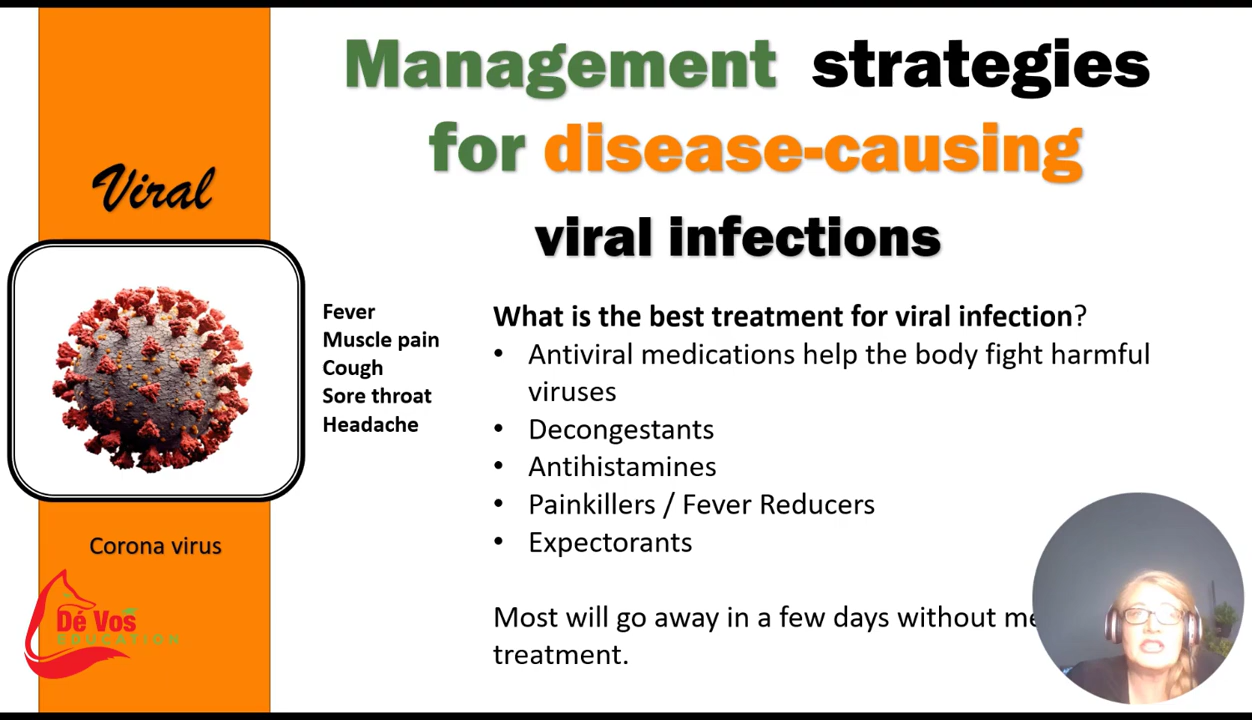 Management strategies
for disease-causing
viral infections
Viral
Fever
Muscle pain
Cough
Sore throat
Headache
What is the best treatment for viral infection?
• Antiviral medications help the body fight harmful
viruses
• Decongestants
• Antihistamines
• Painkillers / Fever Reducers
• Expectorants
Most will go away in a few days without
treatment.
Corona virus
Dé Vos
EDUCATION